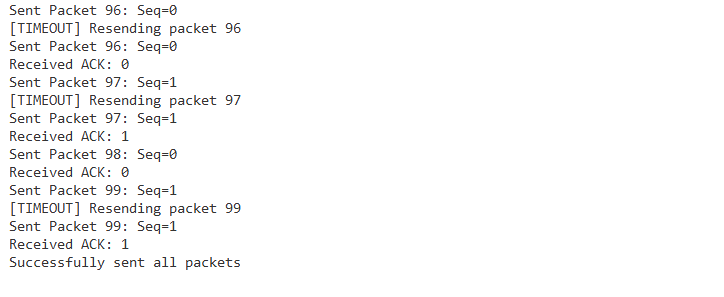 Sent Packet 96: Seq=0
[TIMEOUT] Resending packet 96
Sent Packet 96: Seq=0
Received ACK: 0
Sent Packet 97: Seq=1
[TIMEOUT] Resending packet 97
Sent Packet 97: Seq=1
Received ACK: 1
Sent Packet 98: Seq=0
Received ACK: 0
Sent Packet 99: Seq=1
[TIMEOUT] Resending packet 99
Sent Packet 99: Seq=1
Received ACK: 1
Successfully sent all packets